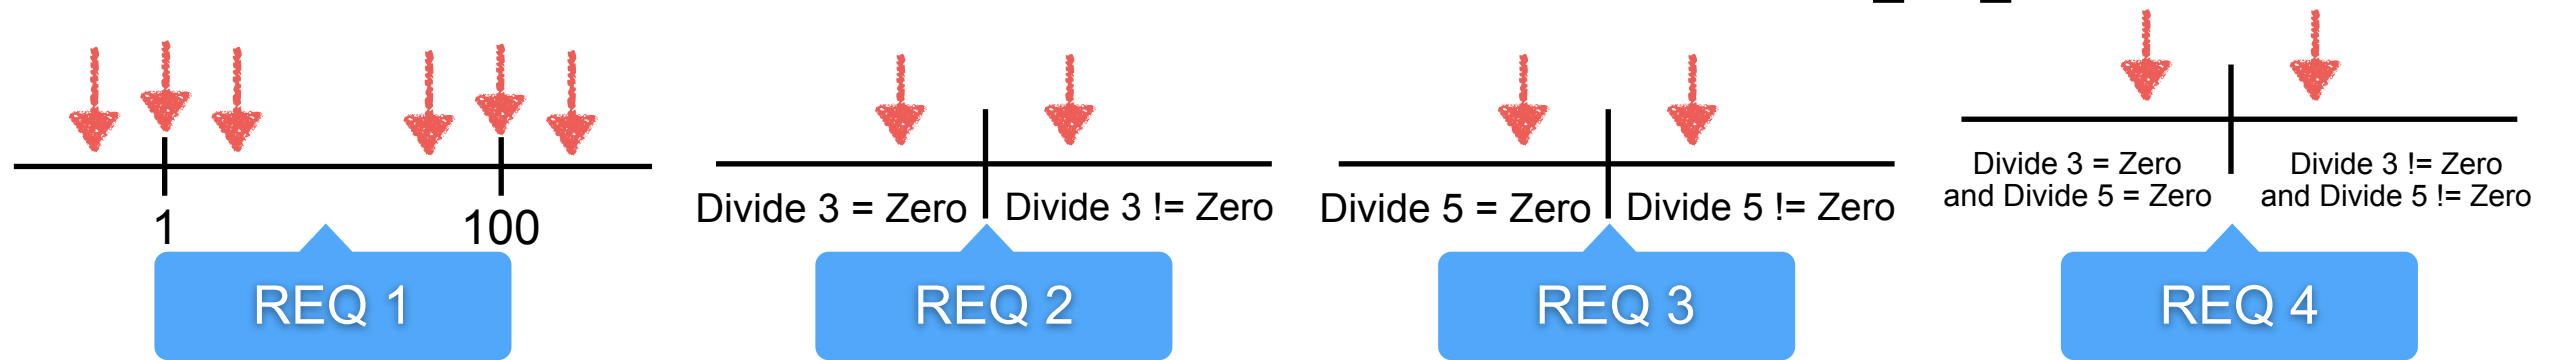 1
100
REQ 1
Divide 3 = Zero
Divide 3 != Zero
REQ 2
Divide 5 = Zero
Divide 5 != Zero
REQ 3
Divide 3 = Zero
and Divide 5 = Zero
Divide 3 != Zero
and Divide 5 != Zero
REQ 4